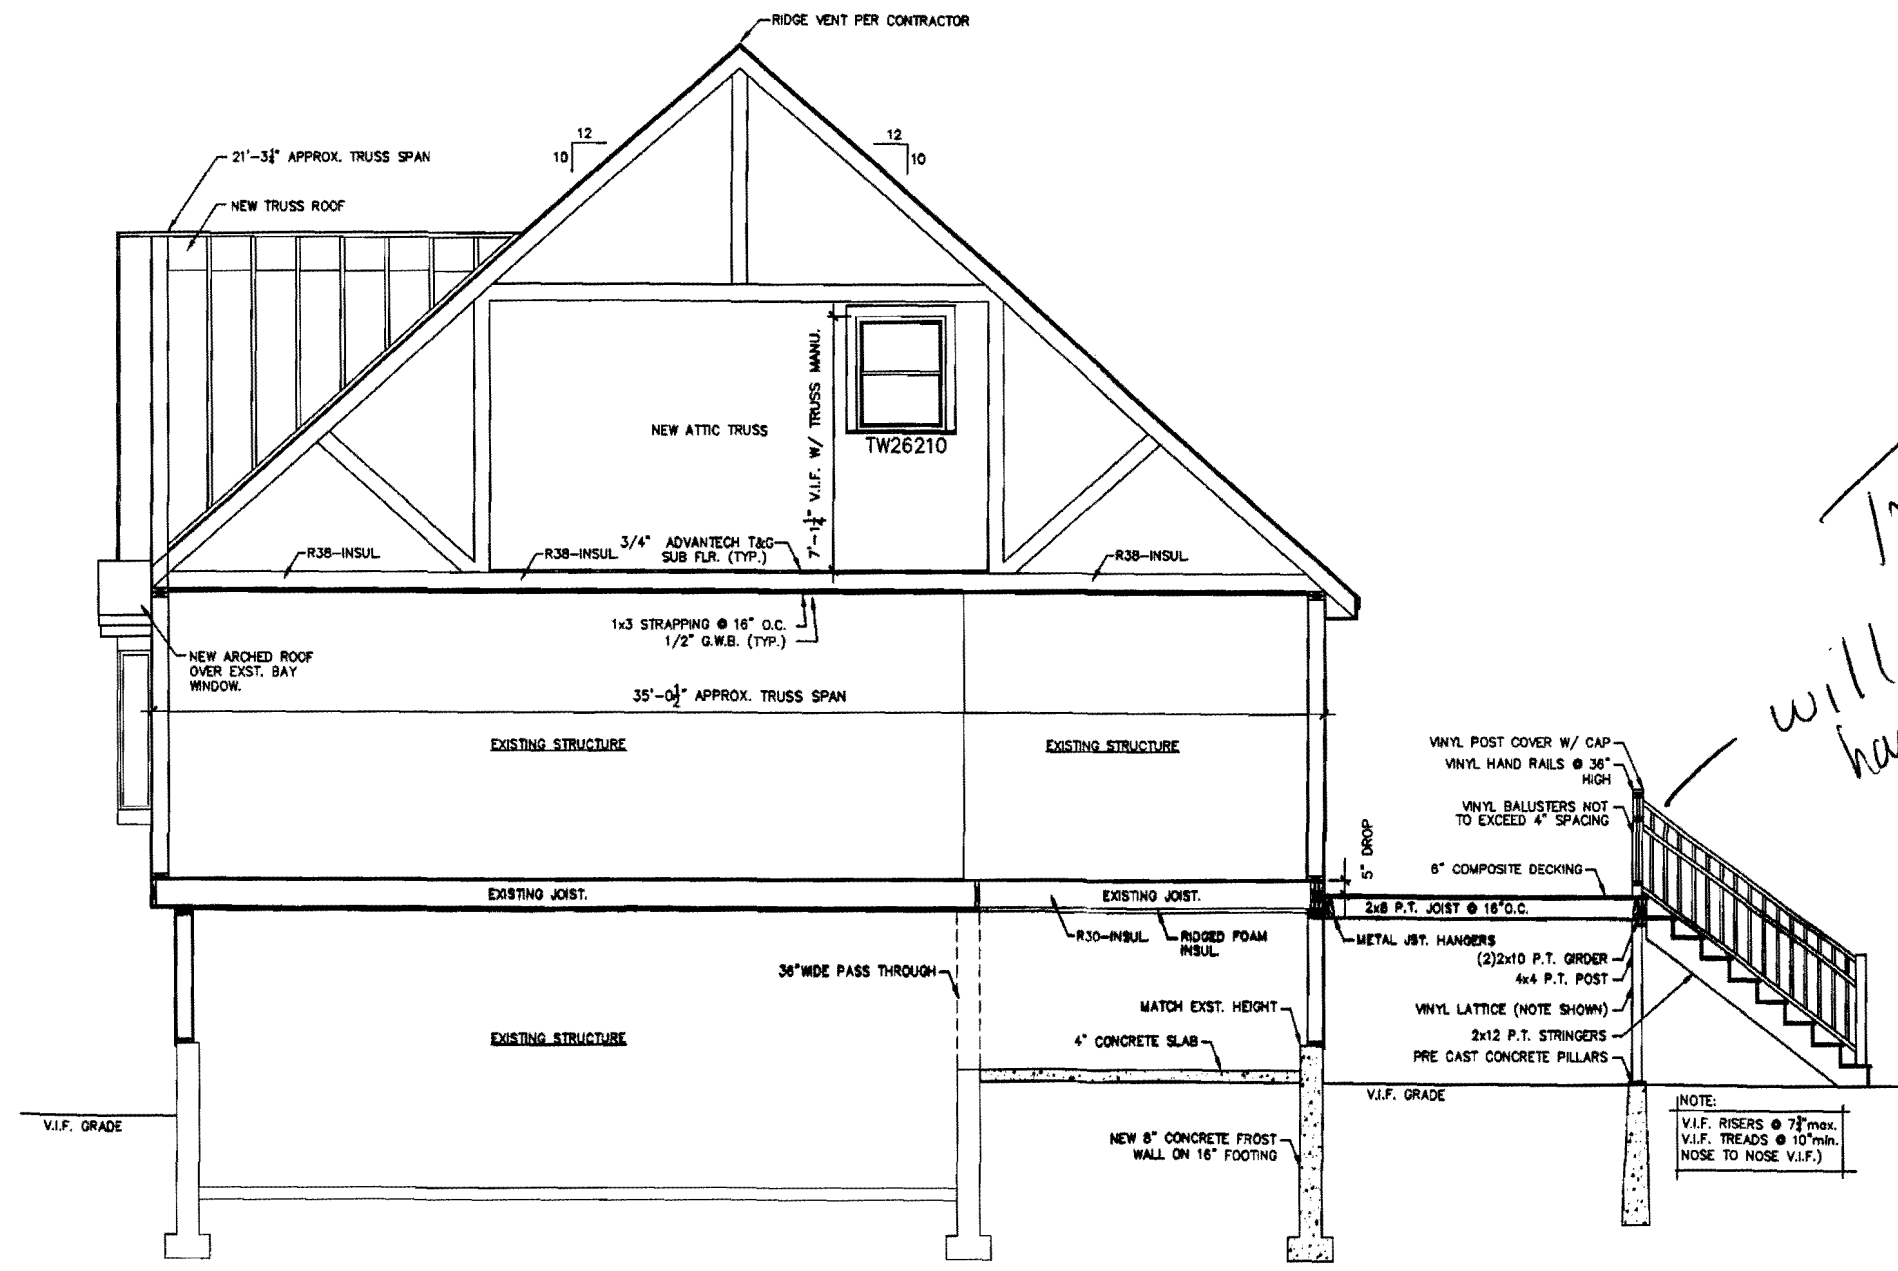 RIDGE VENT PER CONTRACTOR
12
10
12
10
21'-3¼" APPROX. TRUSS SPAN
NEW TRUSS ROOF
NEW ATTIC TRUSS
7'-1½" V.I.F. W/ TRUSS MANU.
TW26210
R38-INSUL
R38-INSUL
3/4" ADVANTECH T&G
SUB FLR. (TYP.)
R38-INSUL
1x3 STRAPPING @ 16" O.C.
1/2" G.W.B. (TYP.)
NEW ARCHED ROOF
OVER EXST. BAY
WINDOW.
35'-0½" APPROX. TRUSS SPAN
EXISTING STRUCTURE
EXISTING STRUCTURE
will
VINYL POST COVER W/ CAP
VINYL HAND RAILS @ 36"
HIGH
VINYL BALUSTERS NOT
TO EXCEED 4" SPACING
5" DROP
6" COMPOSITE DECKING
EXISTING JOIST.
EXISTING JOIST.
2x8 P.T. JOIST @ 16"O.C.
R30-INSUL
RIDGED FOAM
INSUL.
METAL JST. HANGERS
(2)2x10 P.T. GIRDER
4x4 P.T. POST
36"WIDE PASS THROUGH
MATCH EXST. HEIGHT
VINYL LATTICE (NOTE SHOWN)
EXISTING STRUCTURE
4" CONCRETE SLAB
2x12 P.T. STRINGERS
PRE CAST CONCRETE PILLARS
V.I.F. GRADE
V.I.F. GRADE
NOTE:
V.I.F. RISERS @ 7¾"max.
V.I.F. TREADS @ 10"min.
NOSE TO NOSE V.I.F.)
NEW 8" CONCRETE FROST
WALL ON 16" FOOTING